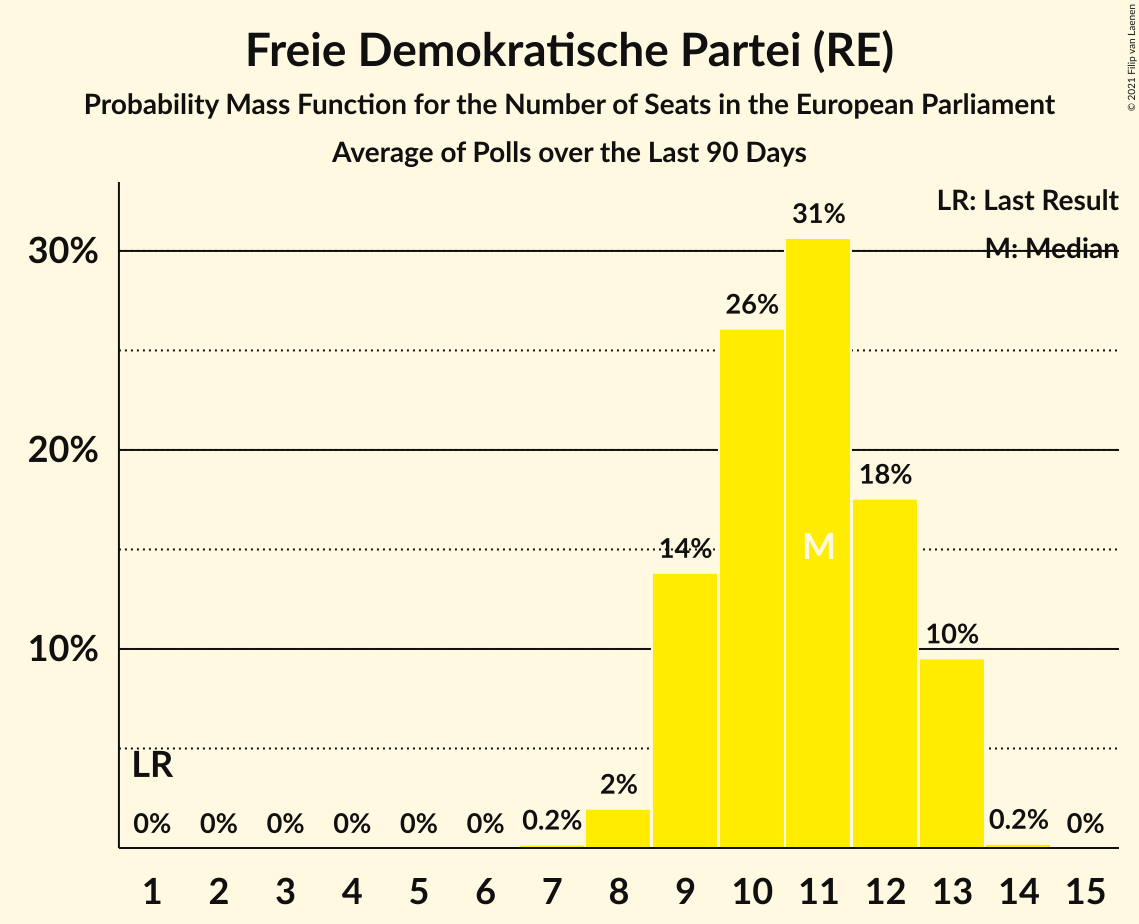 Freie Demokratische Partei (RE)
Probability Mass Function for the Number of Seats in the European Parliament
Average of Polls over the Last 90 Days
© 2021 Filip van Laenen
LR: Last Result
M: Median
30%
20%
10%
31%
26%
18%
14%
M
10%
LR
2%
0% 0% 0% 0% 0% 0% 0.2% 0.2% 0%
1 2 3 4 5 6 7 8 9 10 11 12 13 14 15